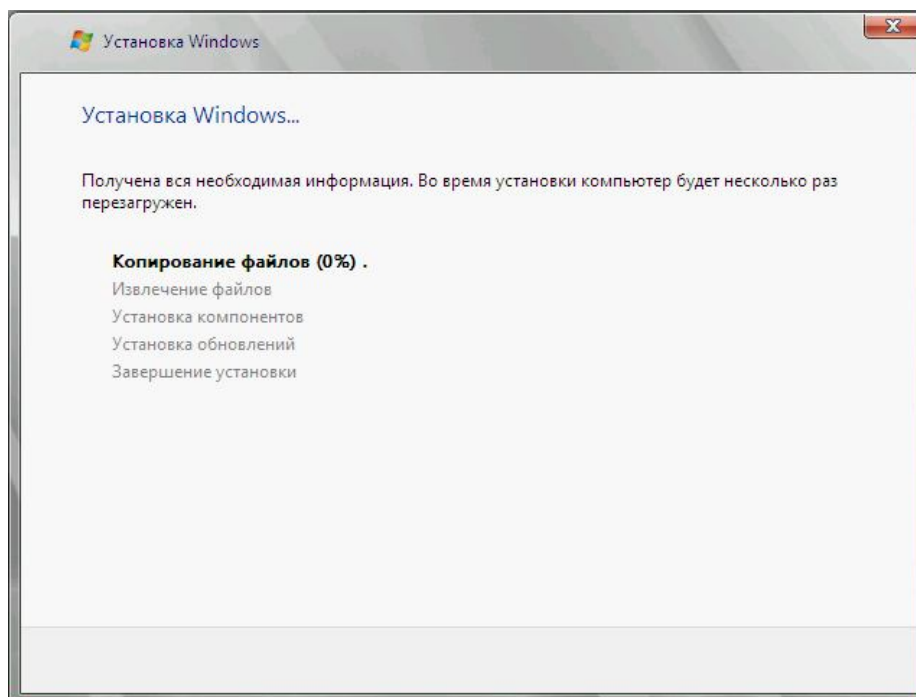 Установка Windows
Установка Windows...
Получена вся необходимая информация. Во время установки компьютер будет несколько раз
перезагружен.
Копирование файлов (0%) .
Извлечение файлов
Установка компонентов
Установка обновлений
Завершение установки